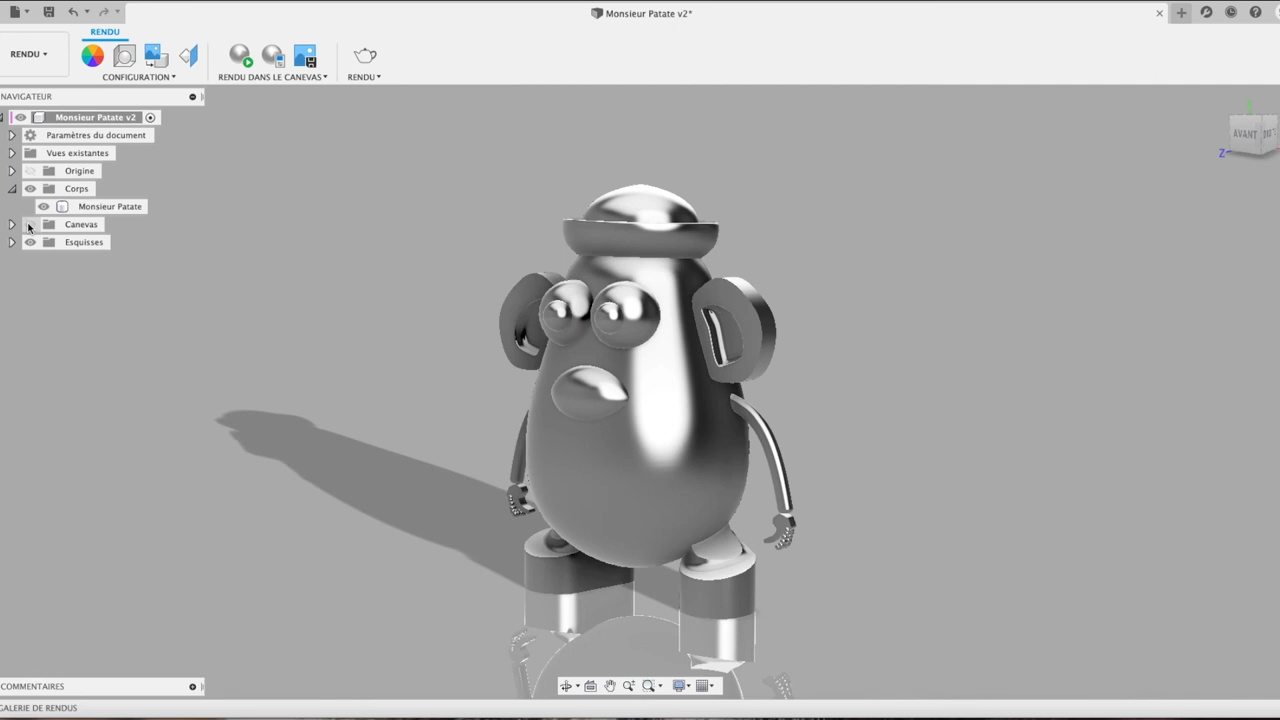 Monsieur Patate v2*
RENDU
RENDU
CONFIGURATION
RENDU DANS LE CANEVAS
RENDU
NAVIGATEUR
Monsieur Patate v2
Paramètres du document
Vues existantes
Origine
Corps
Monsieur Patate
Canevas
Esquisses
AVANT
Z
COMMENTAIRES
GALERIE DE RENDUS